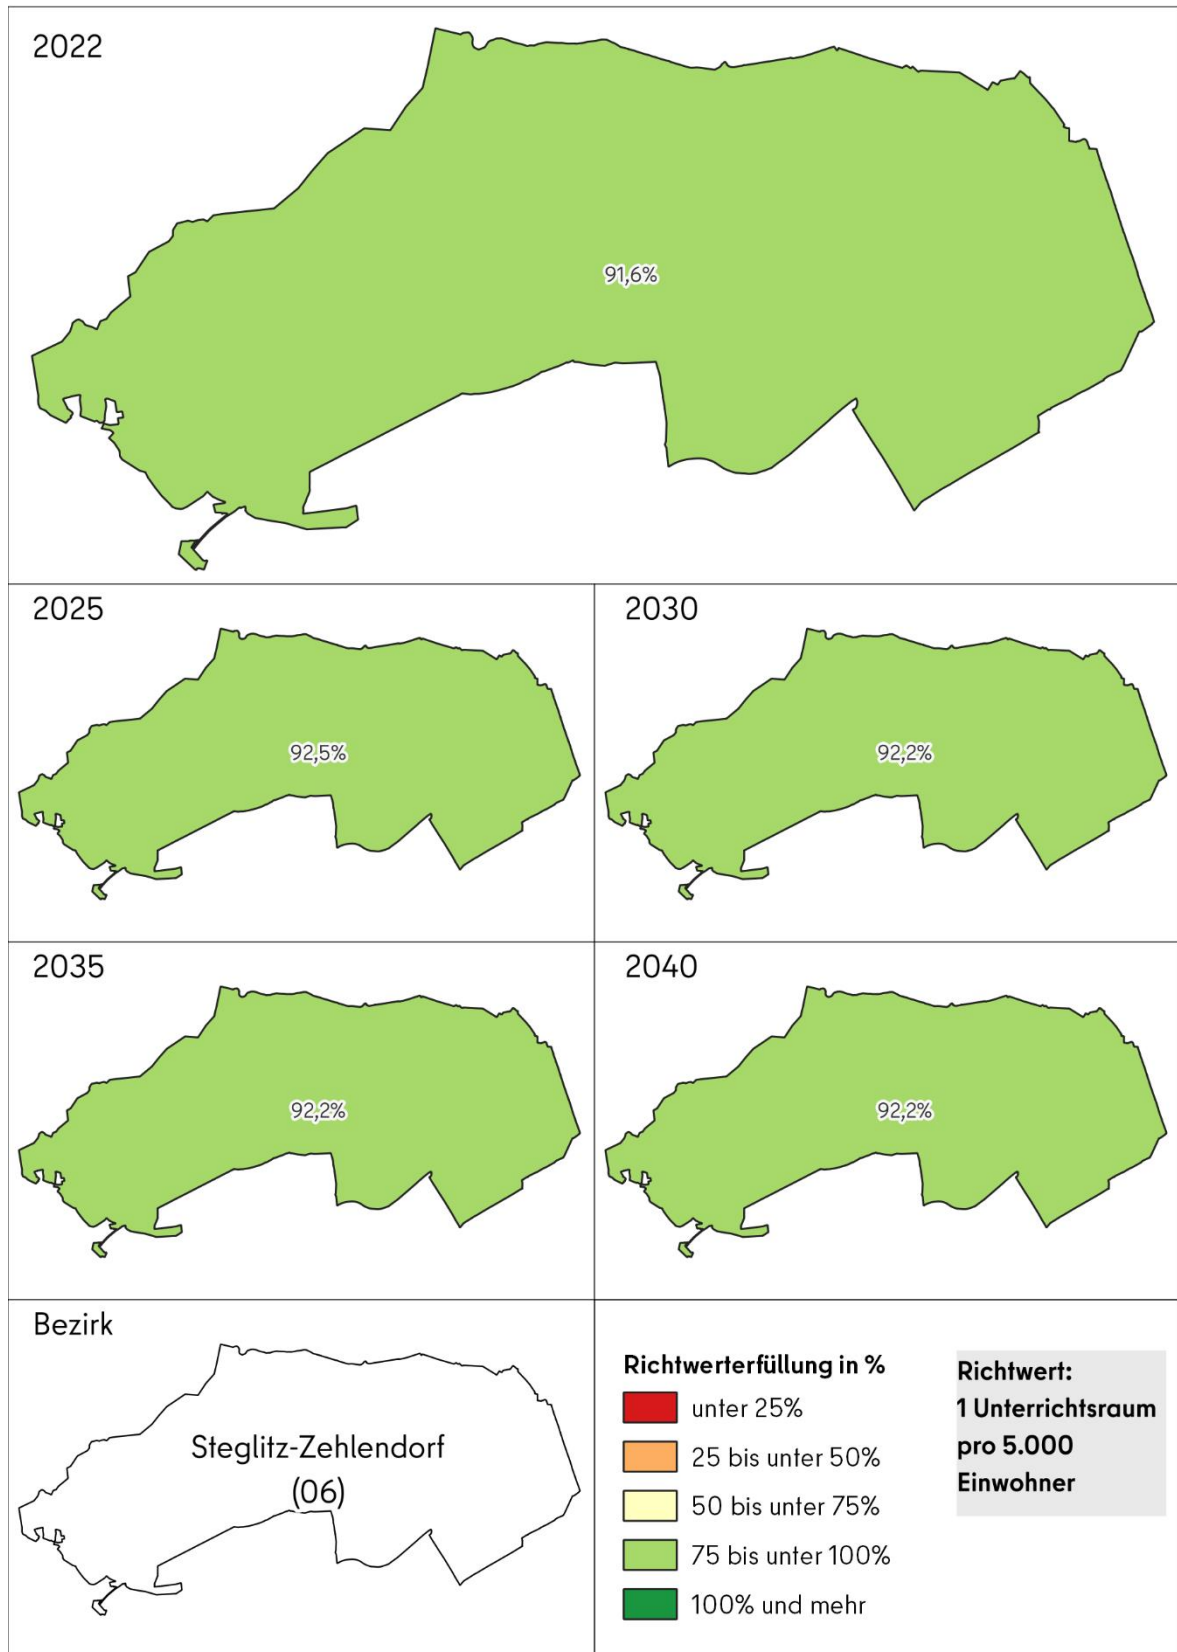 2022
91,6%
2025
92,5%
2030
92,2%
2035
92,2%
2040
92,2%
Bezirk
Steglitz-Zehlendorf
(06)
Richtwerterfüllung in %
unter 25%
25 bis unter 50%
50 bis unter 75%
75 bis unter 100%
100% und mehr
Richtwert:
1 Unterrichtsraum
pro 5.000
Einwohner